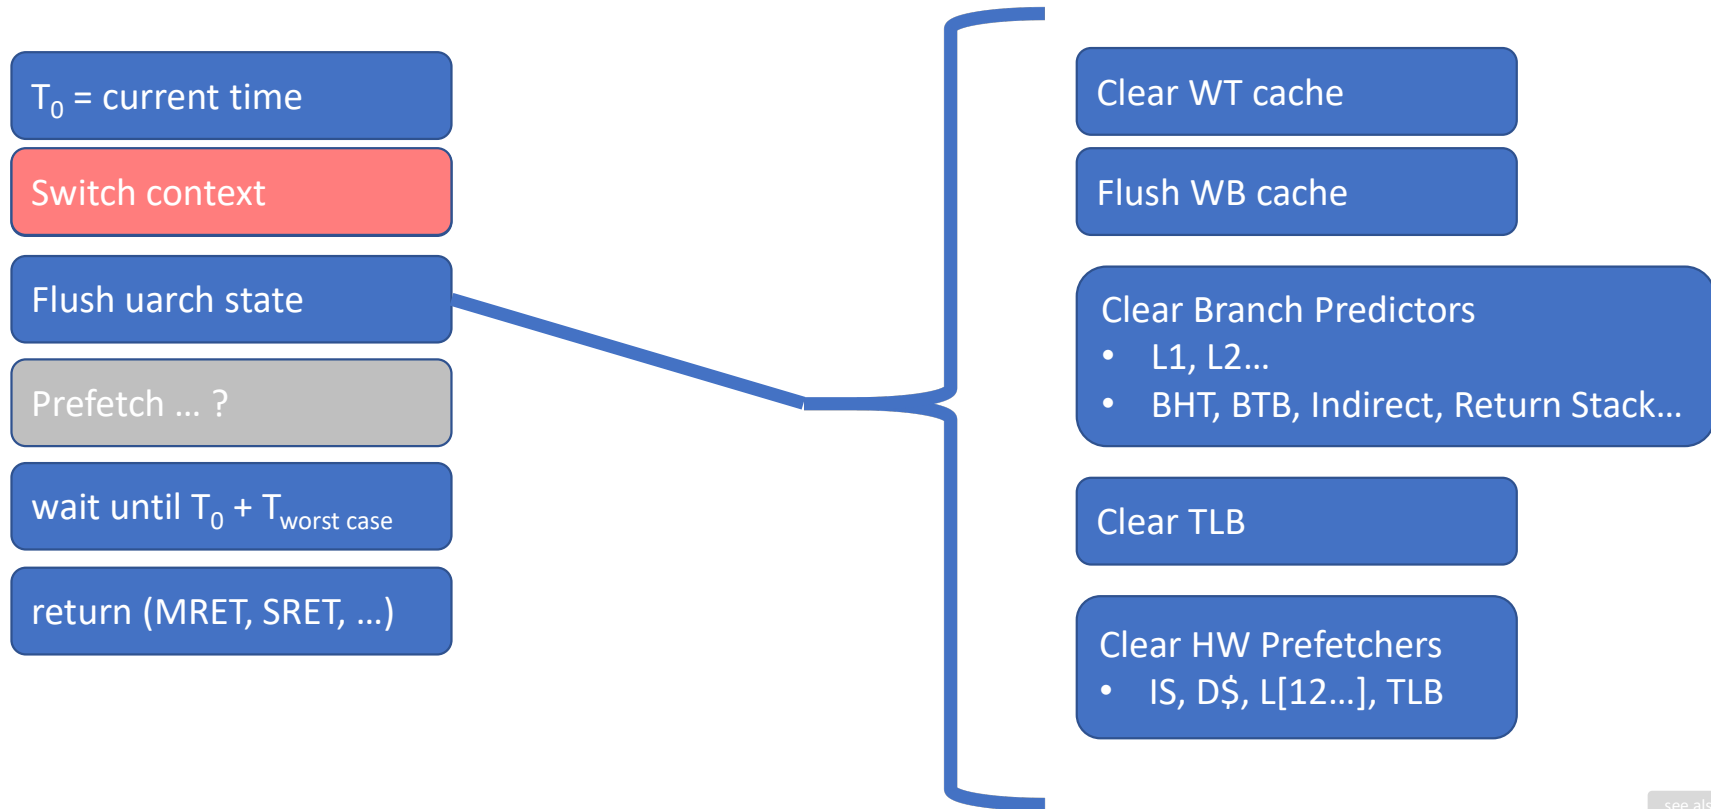 T0 = current time
Switch context
Flush uarch state
Prefetch ... ?
wait until T0 + Tworst case
return (MRET, SRET, ...)
Clear WT cache
Flush WB cache
Clear Branch Predictors
• L1, L2...
• BHT, BTB, Indirect, Return Stack...
Clear TLB
Clear HW Prefetchers
• IS, D$, L[12...], TLB
see